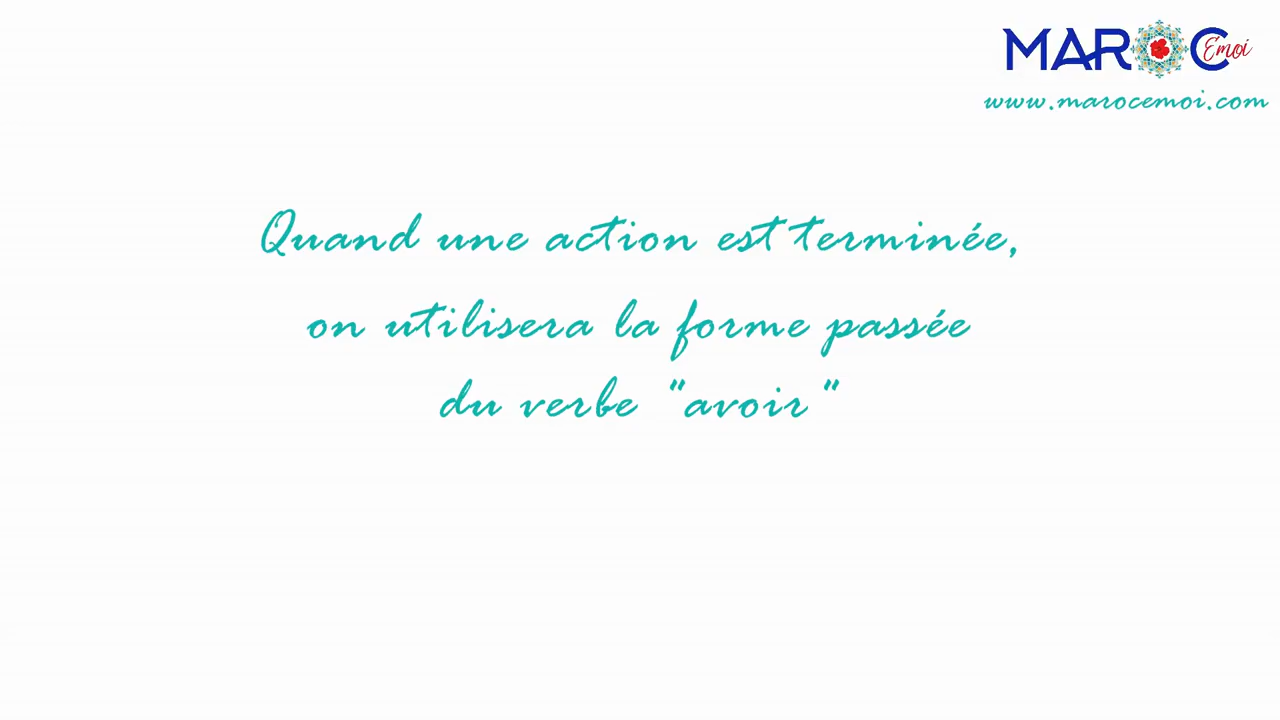 MAROC Emoi
www.marocemoi.com
Quand une action est terminée,
on utilisera la forme passée
du verbe "avoir"